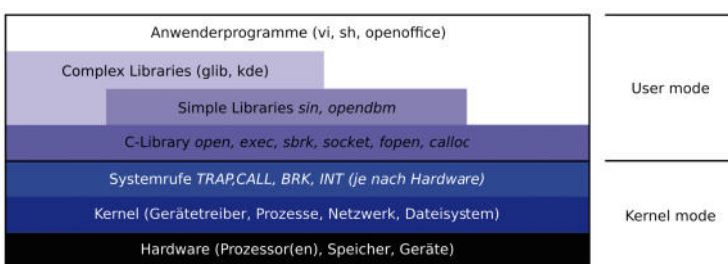 Anwenderprogramme (vi, sh, openoffice)
Complex Libraries (glib, kde)
Simple Libraries sin, opendbm
C-Library open, exec, sbrk, socket, fopen, calloc
Systemrufe TRAP,CALL, BRK, INT (je nach Hardware)
Kernel (Gerätetreiber, Prozesse, Netzwerk, Dateisystem)
Hardware (Prozessor(en), Speicher, Geräte)
User mode
Kernel mode